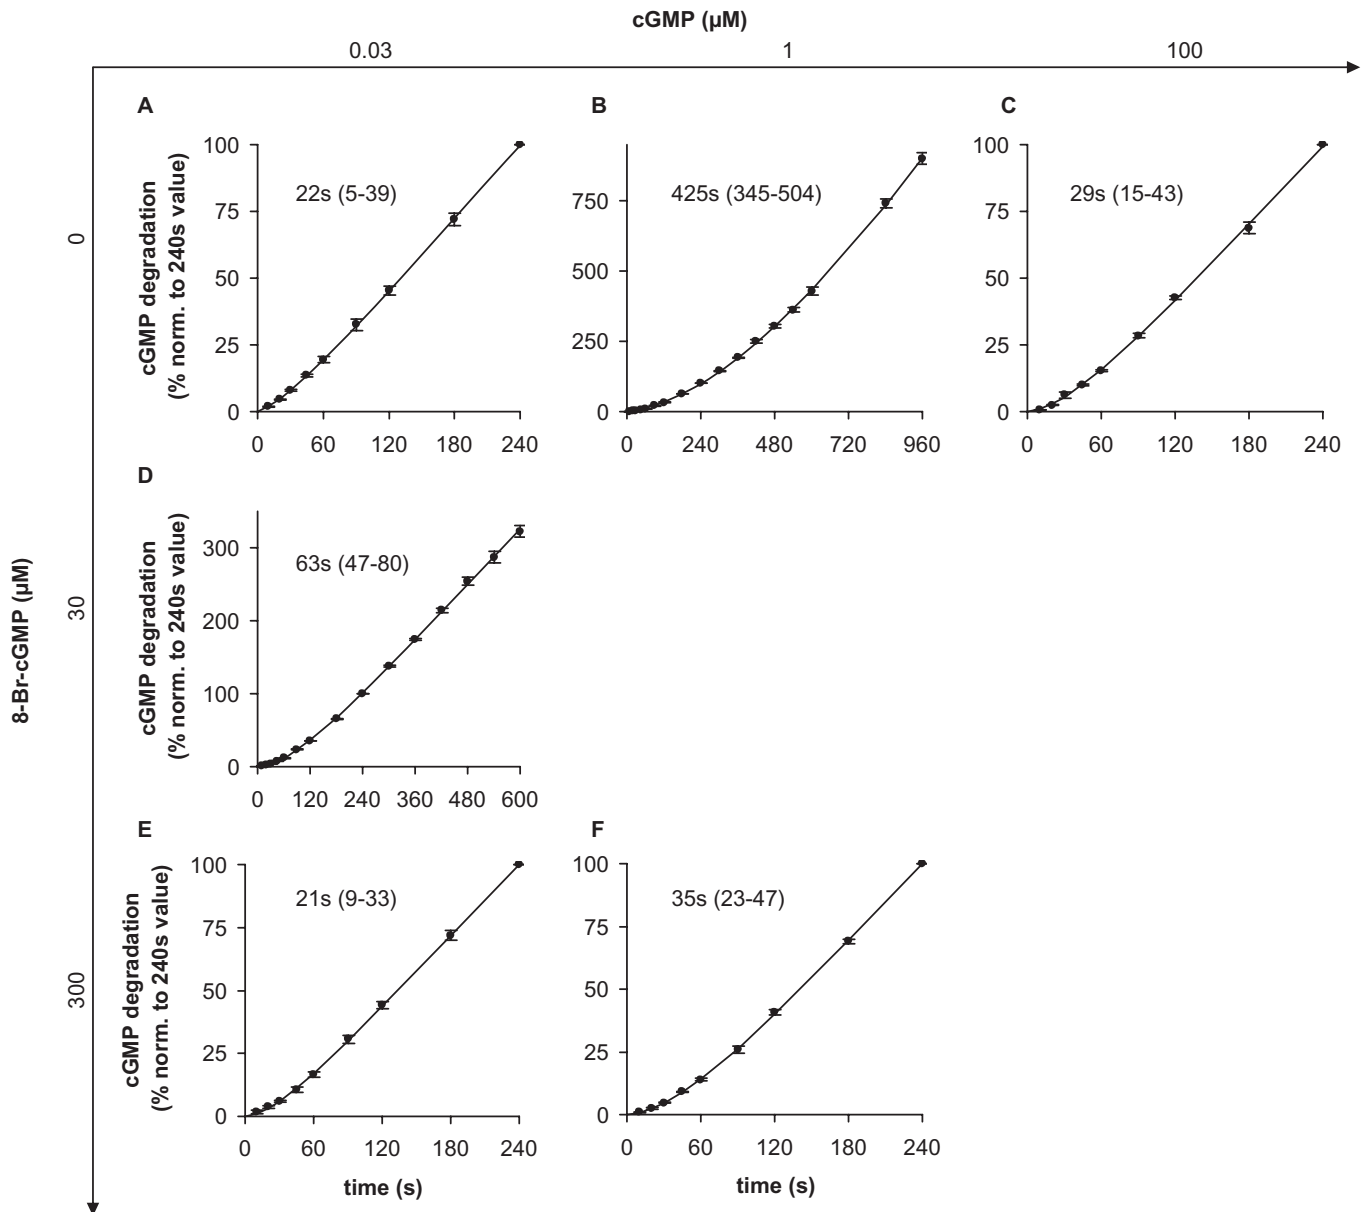 cGMP (µM)
0.03 1 100
A B C
cGMP degradation
(% norm. to 240s value)
100
75
50
25
0
22s (5-39)
0 60 120 180 240
750
500
250
0
425s (345-504)
0 240 480 720 960
100
75
50
25
0
29s (15-43)
0 60 120 180 240
0
D
cGMP degradation
(% norm. to 240s value)
300
200
100
0
63s (47-80)
0 120 240 360 480 600
8-Br-cGMP (µM)
30
E F
cGMP degradation
(% norm. to 240s value)
100
75
50
25
0
21s (9-33)
0 60 120 180 240
time (s)
100
75
50
25
0
35s (23-47)
0 60 120 180 240
time (s)
300